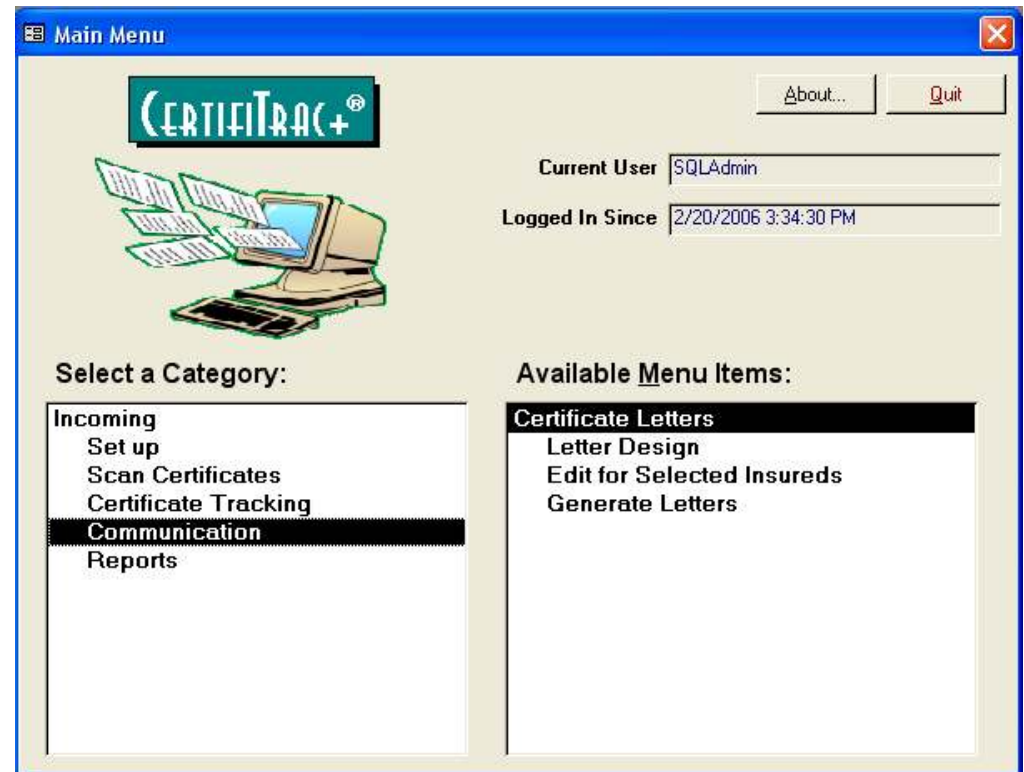 Main Menu
CERTIFITRAC+®
About...
Quit
Current User SQLAdmin
Logged In Since 2/20/2006 3:34:30 PM
Select a Category:
Available Menu Items:
Incoming
Set up
Scan Certificates
Certificate Tracking
Communication
Reports
Certificate Letters
Letter Design
Edit for Selected Insureds
Generate Letters